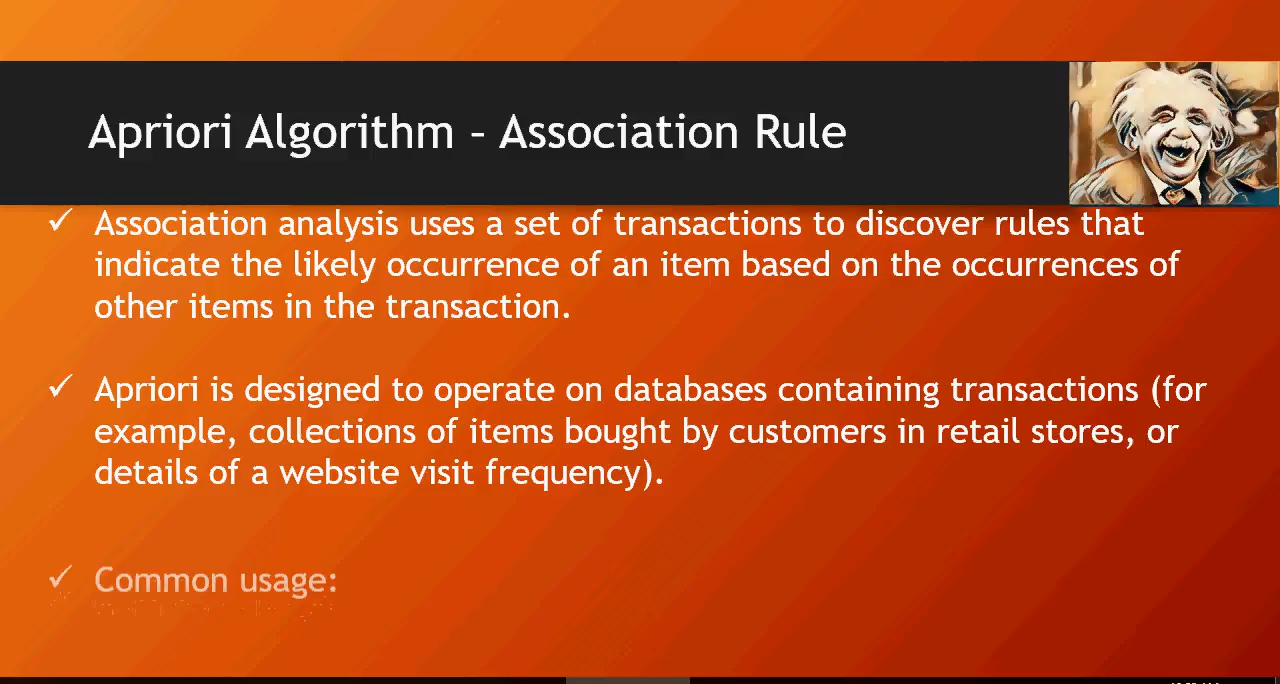 Apriori Algorithm – Association Rule
✓ Association analysis uses a set of transactions to discover rules that
indicate the likely occurrence of an item based on the occurrences of
other items in the transaction.
✓ Apriori is designed to operate on databases containing transactions (for
example, collections of items bought by customers in retail stores, or
details of a website visit frequency).
✓ Common usage: